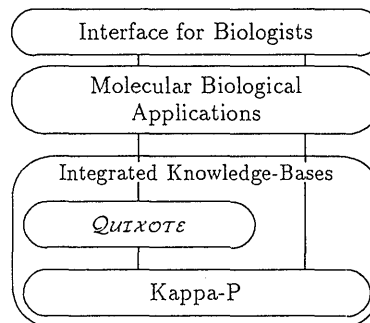 Interface for Biologists
Molecular Biological
Applications
Integrated Knowledge-Bases
QUIXOTE
Kappa-P